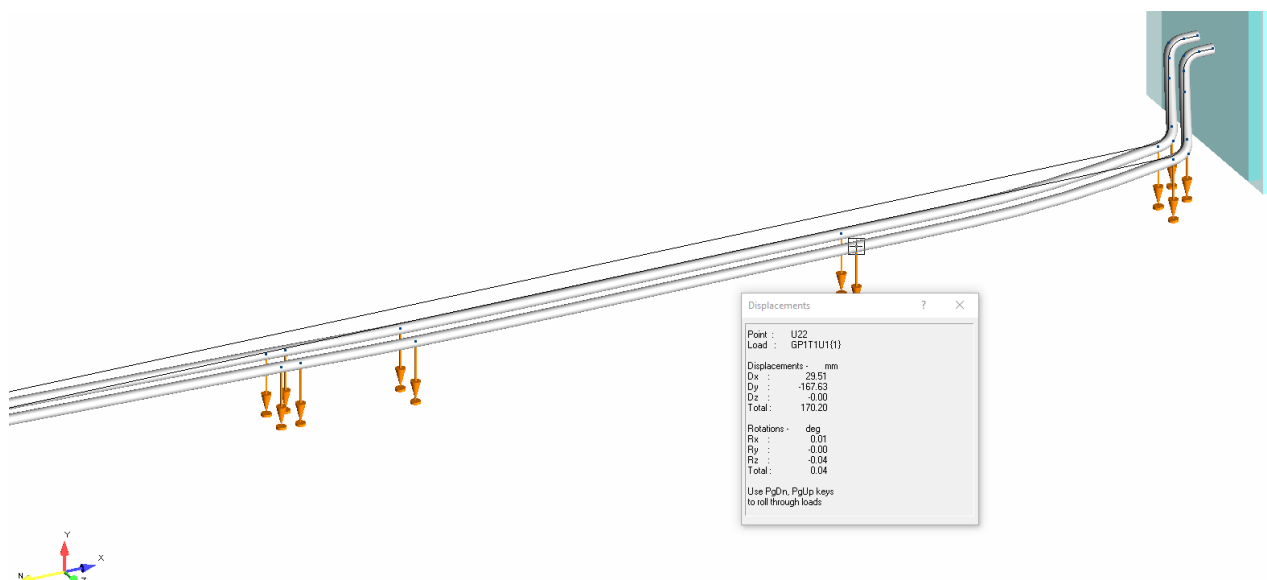 Displacements ? ×
Point : U22
Load : GP1T1U1{1}
Displacements - mm
Dx : 29.51
Dy : -167.63
Dz : -0.00
Total : 170.20
Rotations - deg
Rx : 0.01
Ry : -0.00
Rz : -0.04
Total : 0.04
Use PgDn, PgUp keys
to roll through loads
Y
X
N
Z